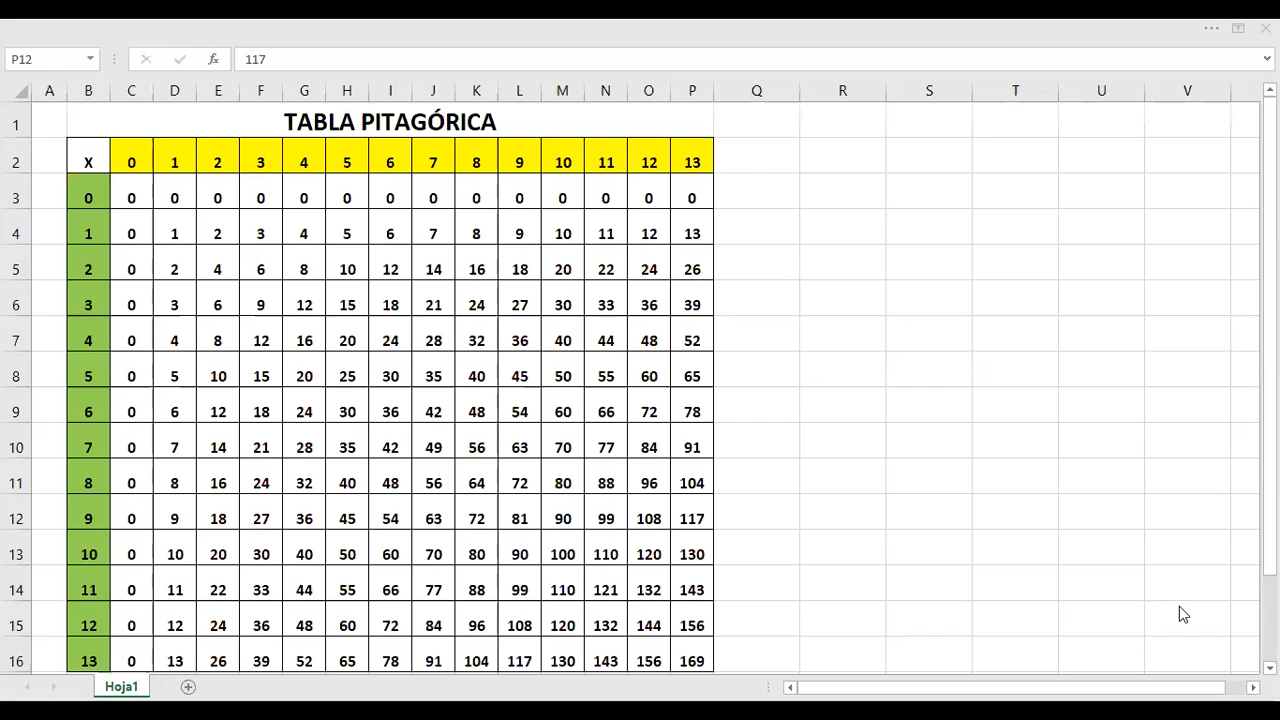 P12 fx 117
A B C D E F G H I J K L M N O P Q R S T U V
1 TABLA PITAGÓRICA
2 X 0 1 2 3 4 5 6 7 8 9 10 11 12 13
3 0 0 0 0 0 0 0 0 0 0 0 0 0 0 0
4 1 0 1 2 3 4 5 6 7 8 9 10 11 12 13
5 2 0 2 4 6 8 10 12 14 16 18 20 22 24 26
6 3 0 3 6 9 12 15 18 21 24 27 30 33 36 39
7 4 0 4 8 12 16 20 24 28 32 36 40 44 48 52
8 5 0 5 10 15 20 25 30 35 40 45 50 55 60 65
9 6 0 6 12 18 24 30 36 42 48 54 60 66 72 78
10 7 0 7 14 21 28 35 42 49 56 63 70 77 84 91
11 8 0 8 16 24 32 40 48 56 64 72 80 88 96 104
12 9 0 9 18 27 36 45 54 63 72 81 90 99 108 117
13 10 0 10 20 30 40 50 60 70 80 90 100 110 120 130
14 11 0 11 22 33 44 55 66 77 88 99 110 121 132 143
15 12 0 12 24 36 48 60 72 84 96 108 120 132 144 156
16 13 0 13 26 39 52 65 78 91 104 117 130 143 156 169
Hoja1